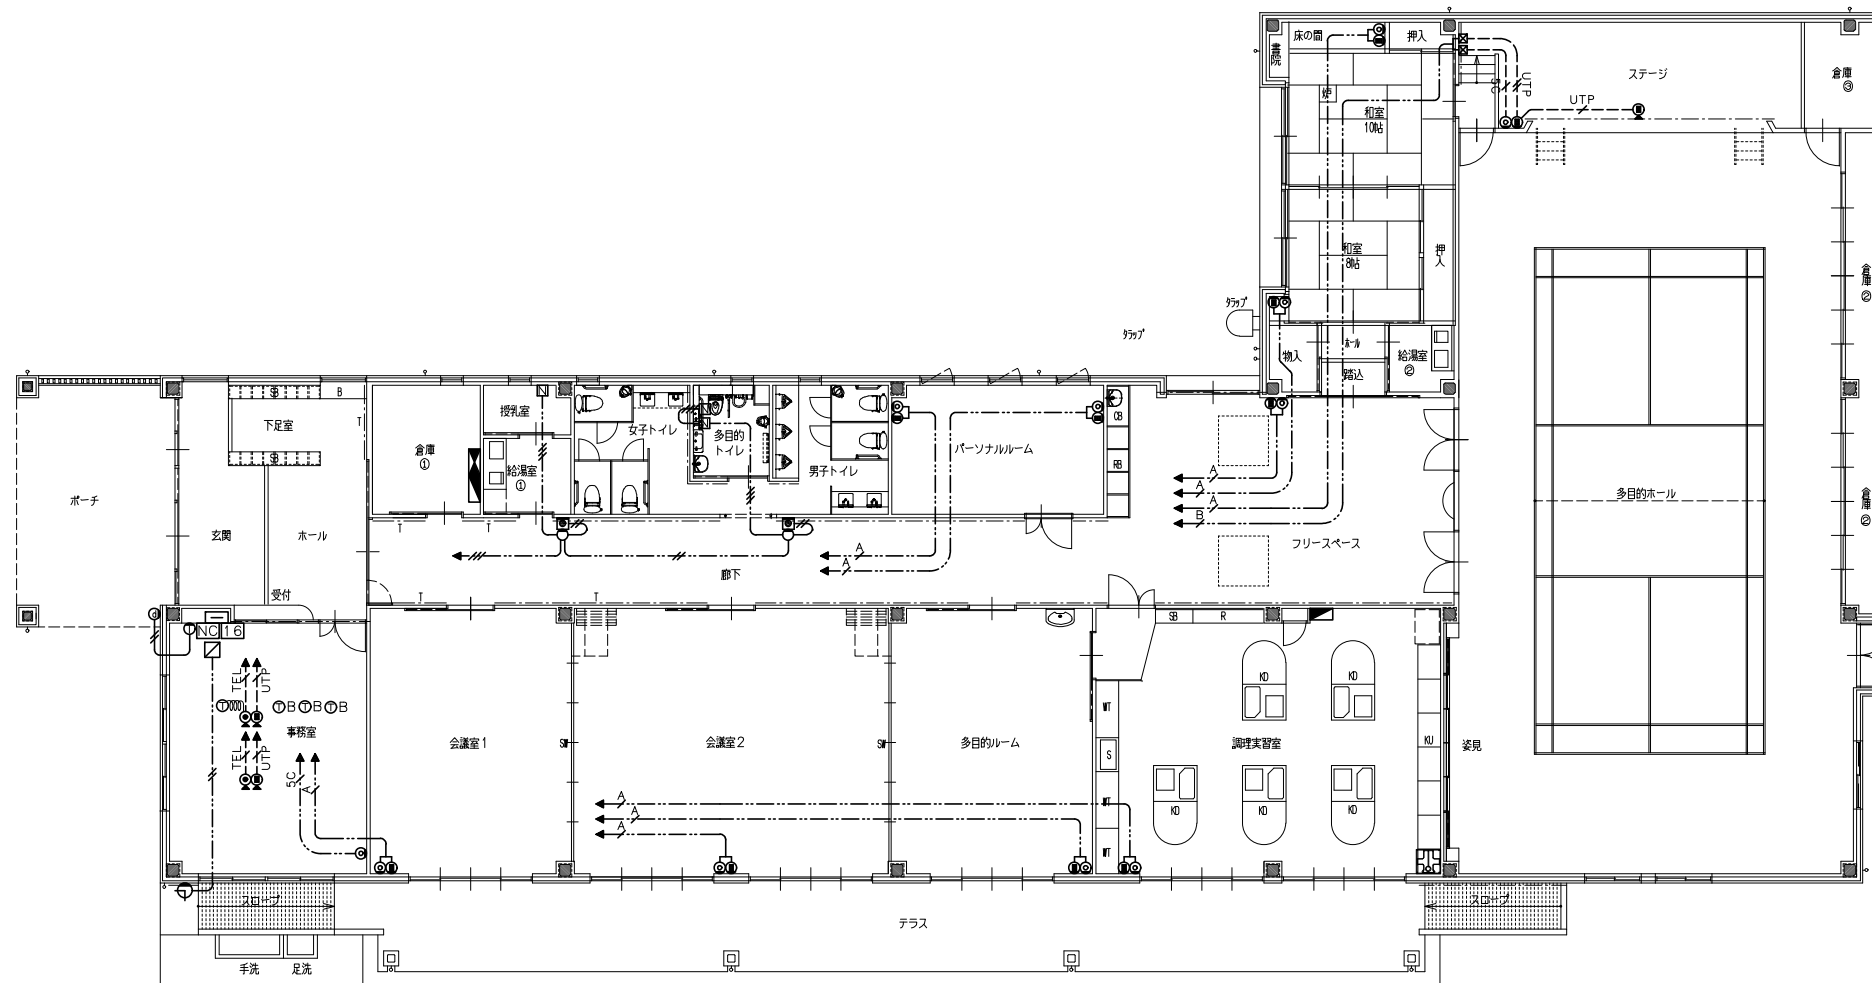 床の間
押入
書院
ステージ
倉庫
③
炉
和室
10帖
5C
UTP
UTP
和室
8帖
押入
倉庫
②
ﾀﾗｯﾌﾟ
ﾀﾗｯﾌﾟ
物入
ﾎｰﾙ
給湯室
②
踏込
SB
B
T
下足室
SB
授乳室
倉庫
①
給湯室
①
女子トイレ
多目的
トイレ
男子トイレ
パーソナルルーム
CB
RB
A
A
A
B
ポーチ
玄関
ホール
T
T
多目的ホール
倉庫
②
フリースペース
A
A
廊下
受付
T
T
NC 16
SB
R
TEL
UTP
T
TB TB TB
事務室
TEL
UTP
5C
A
会議室1
SW
会議室2
SW
多目的ルーム
WT
S
WT
WT
KD
KD
調理実習室
KU
KD
KD
KD
姿見
A
A
A
スロープ
スロープ
テラス
手洗
足洗